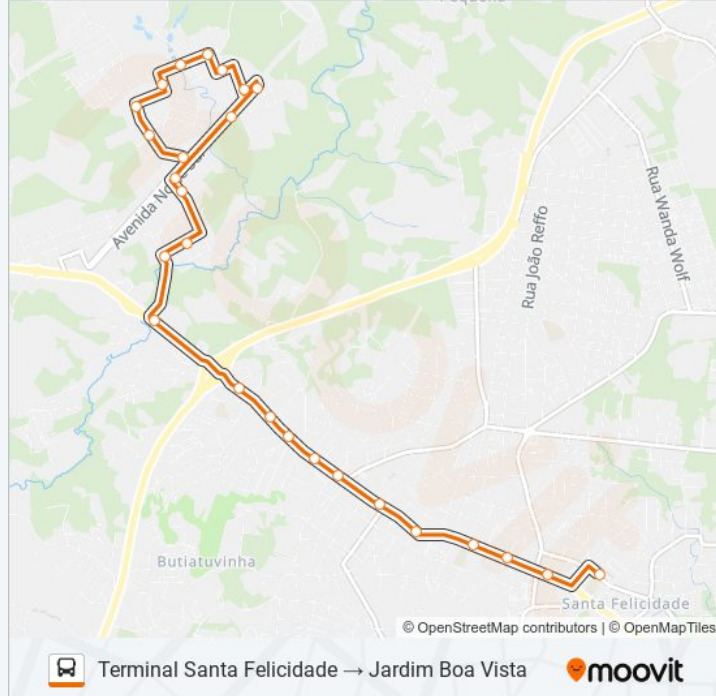 Avenida No
Rua João Reffo
Rua Wanda Wolf
Butiatuvinha
Santa Felicidade
© OpenStreetMap contributors | © OpenMapTiles
Terminal Santa Felicidade → Jardim Boa Vista
moovit